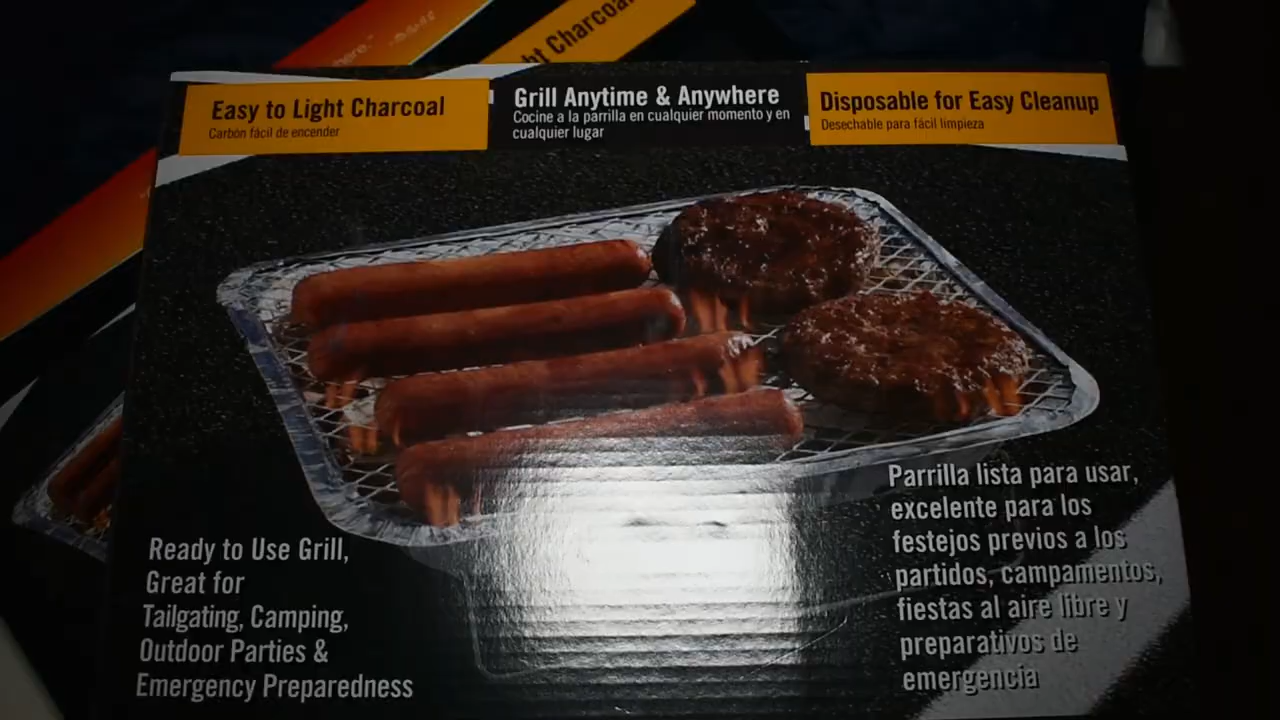 here."
ht Charcoal
Easy to Light Charcoal
Carbón fácil de encender
Grill Anytime & Anywhere
Cocine a la parrilla en cualquier momento y en
cualquier lugar
Disposable for Easy Cleanup
Desechable para fácil limpieza
Ready to Use Grill,
Great for
Tailgating, Camping,
Outdoor Parties &
Emergency Preparedness
Parrilla lista para usar,
excelente para los
festejos previos a los
partidos, campamentos,
fiestas al aire libre y
preparativos de
emergencia